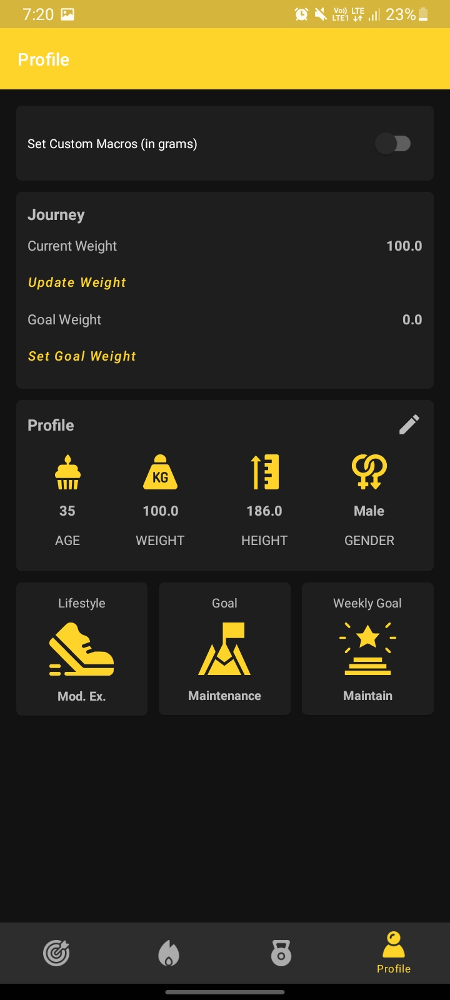 7:20 Vo) LTE LTE1 23%
Profile
Set Custom Macros (in grams)
Journey
Current Weight 100.0
Update Weight
Goal Weight 0.0
Set Goal Weight
Profile
KG
35 100.0 186.0 Male
AGE WEIGHT HEIGHT GENDER
Lifestyle Goal Weekly Goal
Mod. Ex. Maintenance Maintain
Profile